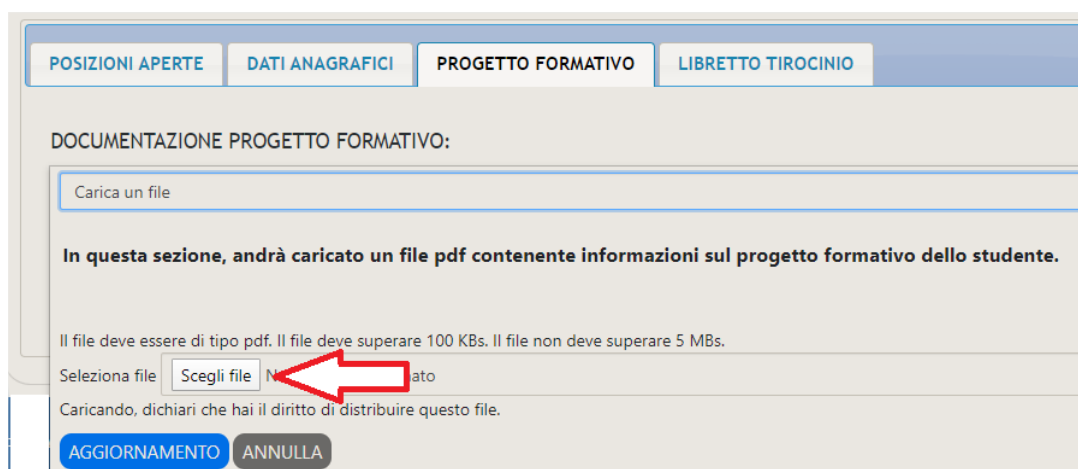 POSIZIONI APERTE DATI ANAGRAFICI PROGETTO FORMATIVO LIBRETTO TIROCINIO
DOCUMENTAZIONE PROGETTO FORMATIVO:
Carica un file
In questa sezione, andrà caricato un file pdf contenente informazioni sul progetto formativo dello studente.
Il file deve essere di tipo pdf. Il file deve superare 100 KBs. Il file non deve superare 5 MBs.
Seleziona file Scegli file
Caricando, dichiari che hai il diritto di distribuire questo file.
AGGIORNAMENTO ANNULLA